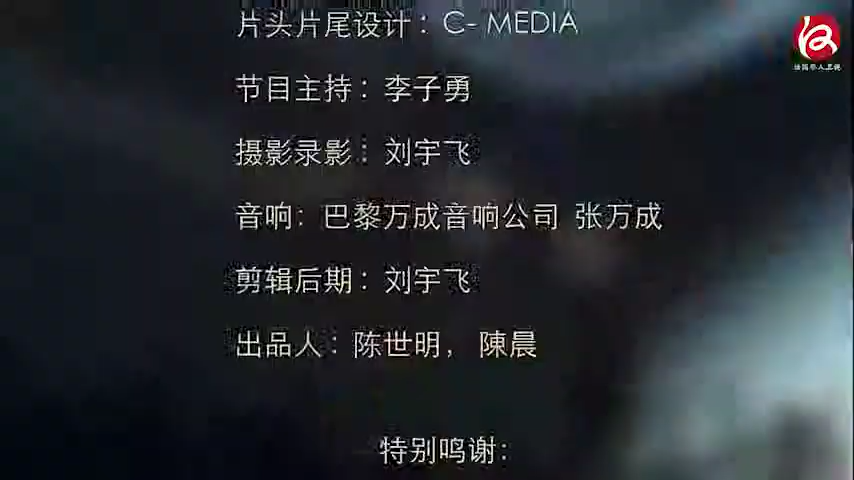 片头片尾设计：C- MEDIA
节目主持：李子勇
摄影录影：刘宇飞
音响：巴黎万成音响公司 张万成
剪辑后期：刘宇飞
出品人：陈世明，陳晨
特别鸣谢：